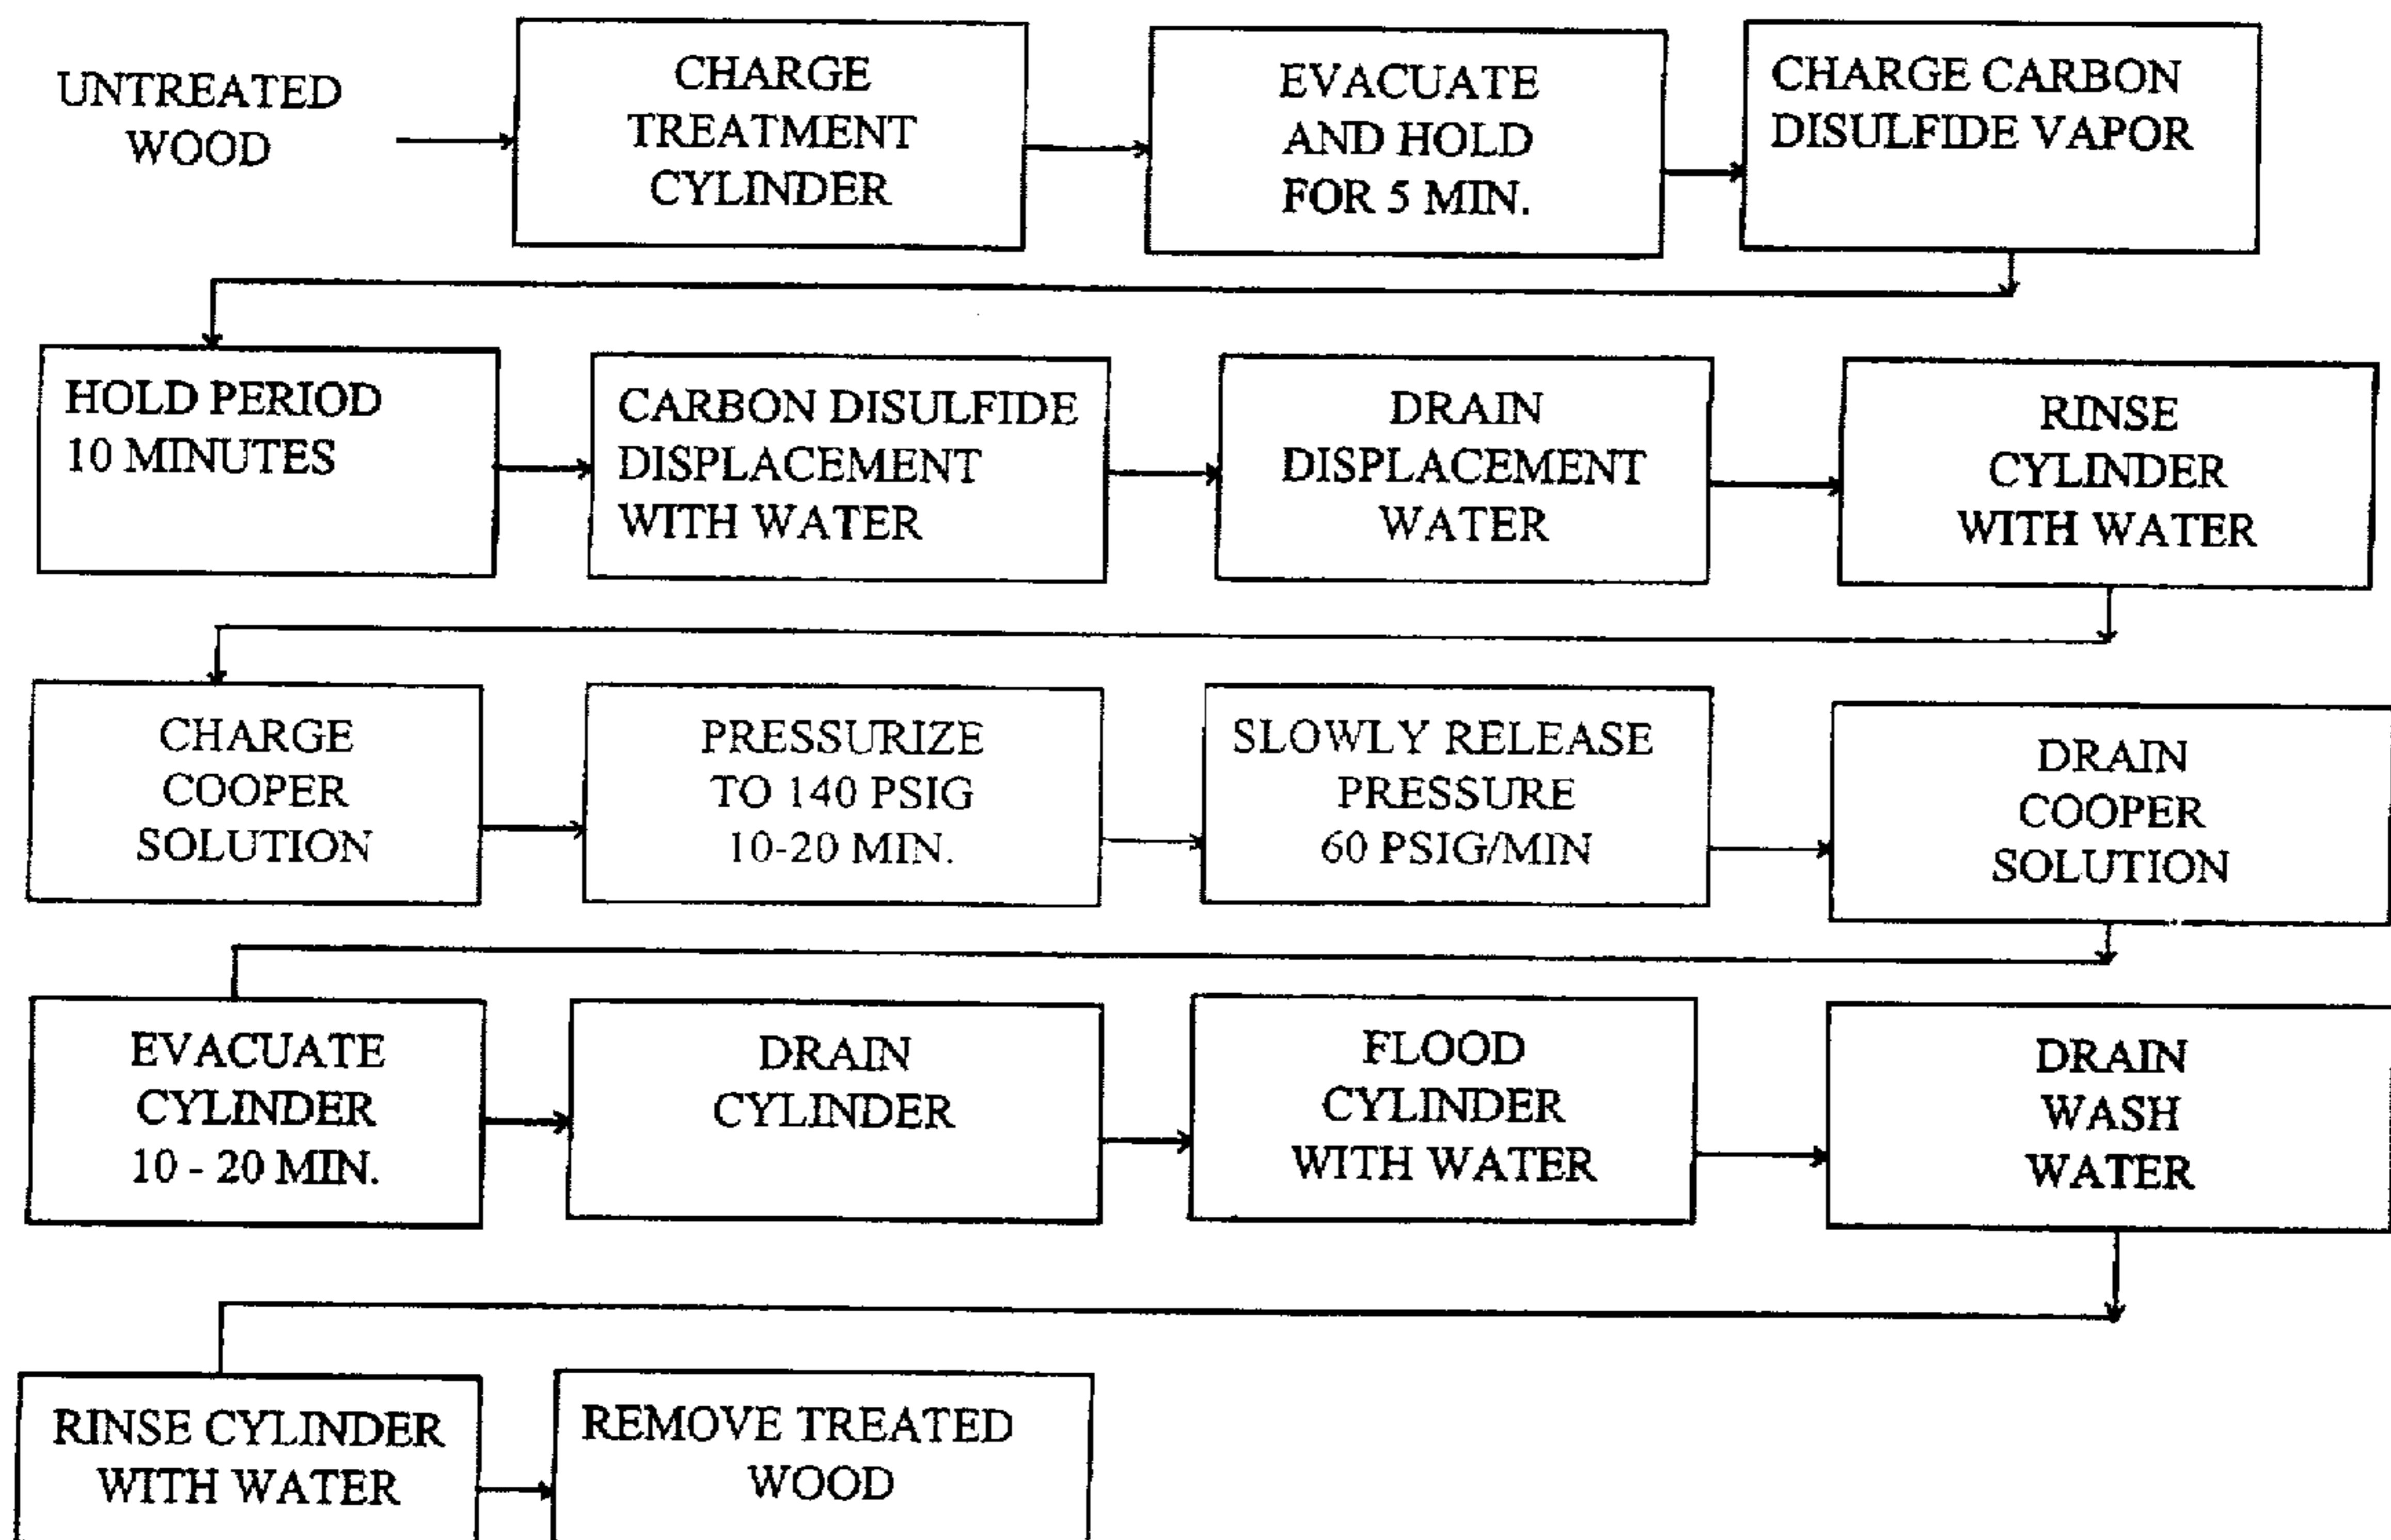 UNTREATED
WOOD
CHARGE
TREATMENT
CYLINDER
EVACUATE
AND HOLD
FOR 5 MIN.
CHARGE CARBON
DISULFIDE VAPOR
HOLD PERIOD
10 MINUTES
CARBON DISULFIDE
DISPLACEMENT
WITH WATER
DRAIN
DISPLACEMENT
WATER
RINSE
CYLINDER
WITH WATER
CHARGE
COOPER
SOLUTION
PRESSURIZE
TO 140 PSIG
10-20 MIN.
SLOWLY RELEASE
PRESSURE
60 PSIG/MIN
DRAIN
COOPER
SOLUTION
EVACUATE
CYLINDER
10 - 20 MIN.
DRAIN
CYLINDER
FLOOD
CYLINDER
WITH WATER
DRAIN
WASH
WATER
RINSE CYLINDER
WITH WATER
REMOVE TREATED
WOOD